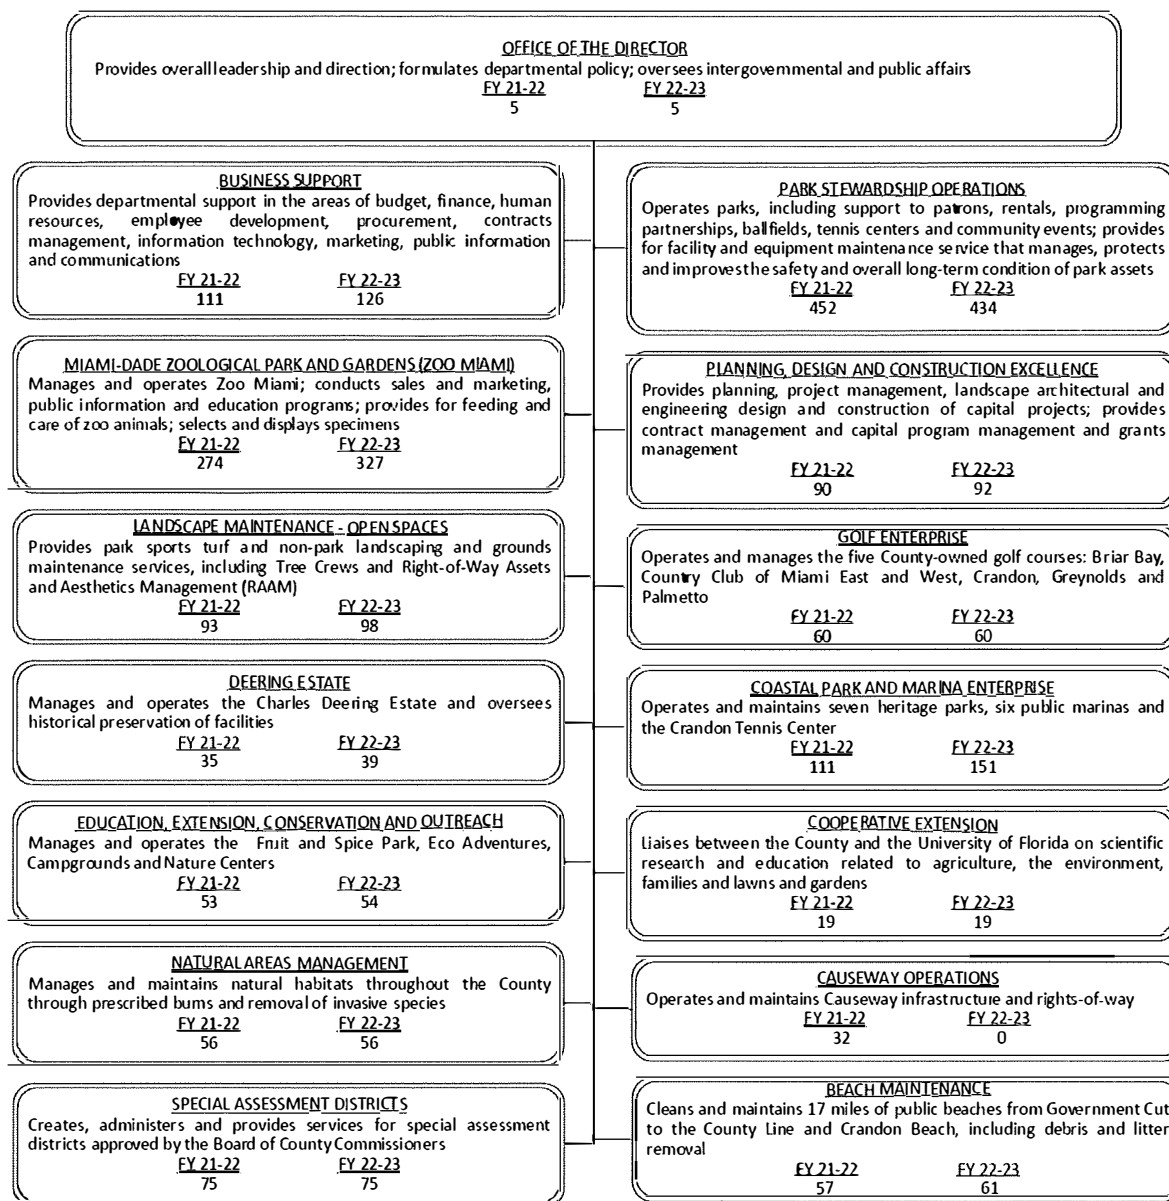 OFFICE OF THE DIRECTOR
Provides overall leadership and direction; formulates departmental policy; oversees intergovernmental and public affairs
FY 21-22 FY 22-23
5 5
BUSINESS SUPPORT
Provides departmental support in the areas of budget, finance, human
resources, employee development, procurement, contracts
management, information technology, marketing, public information
and communications
FY 21-22 FY 22-23
111 126
PARK STEWARDSHIP OPERATIONS
Operates parks, including support to patrons, rentals, programming
partnerships, ballfields, tennis centers and community events; provides
for facility and equipment maintenance service that manages, protects
and improves the safety and overall long-term condition of park assets
FY 21-22 FY 22-23
452 434
MIAMI-DADE ZOOLOGICAL PARK AND GARDENS (ZOO MIAMI)
Manages and operates Zoo Miami; conducts sales and marketing,
public information and education programs; provides for feeding and
care of zoo animals; selects and displays specimens
FY 21-22 FY 22-23
274 327
PLANNING, DESIGN AND CONSTRUCTION EXCELLENCE
Provides planning, project management, landscape architectural and
engineering design and construction of capital projects; provides
contract management and capital program management and grants
management
FY 21-22 FY 22-23
90 92
LANDSCAPE MAINTENANCE - OPEN SPACES
Provides park sports turf and non-park landscaping and grounds
maintenance services, including Tree Crews and Right-of-Way Assets
and Aesthetics Management (RAAM)
FY 21-22 FY 22-23
93 98
GOLF ENTERPRISE
Operates and manages the five County-owned golf courses: Briar Bay,
Country Club of Miami East and West, Crandon, Greynolds and
Palmetto
FY 21-22 FY 22-23
60 60
DEERING ESTATE
Manages and operates the Charles Deering Estate and oversees
historical preservation of facilities
FY 21-22 FY 22-23
35 39
COASTAL PARK AND MARINA ENTERPRISE
Operates and maintains seven heritage parks, six public marinas and
the Crandon Tennis Center
FY 21-22 FY 22-23
111 151
EDUCATION, EXTENSION, CONSERVATION AND OUTREACH
Manages and operates the Fruit and Spice Park, Eco Adventures,
Campgrounds and Nature Centers
FY 21-22 FY 22-23
53 54
COOPERATIVE EXTENSION
Liaises between the County and the University of Florida on scientific
research and education related to agriculture, the environment,
families and lawns and gardens
FY 21-22 FY 22-23
19 19
NATURAL AREAS MANAGEMENT
Manages and maintains natural habitats throughout the County
through prescribed burns and removal of invasive species
FY 21-22 FY 22-23
56 56
CAUSEWAY OPERATIONS
Operates and maintains Causeway infrastructure and rights-of-way
FY 21-22 FY 22-23
32 0
SPECIAL ASSESSMENT DISTRICTS
Creates, administers and provides services for special assessment
districts approved by the Board of County Commissioners
FY 21-22 FY 22-23
75 75
BEACH MAINTENANCE
Cleans and maintains 17 miles of public beaches from Government Cut
to the County Line and Crandon Beach, including debris and litter
removal
FY 21-22 FY 22-23
57 61